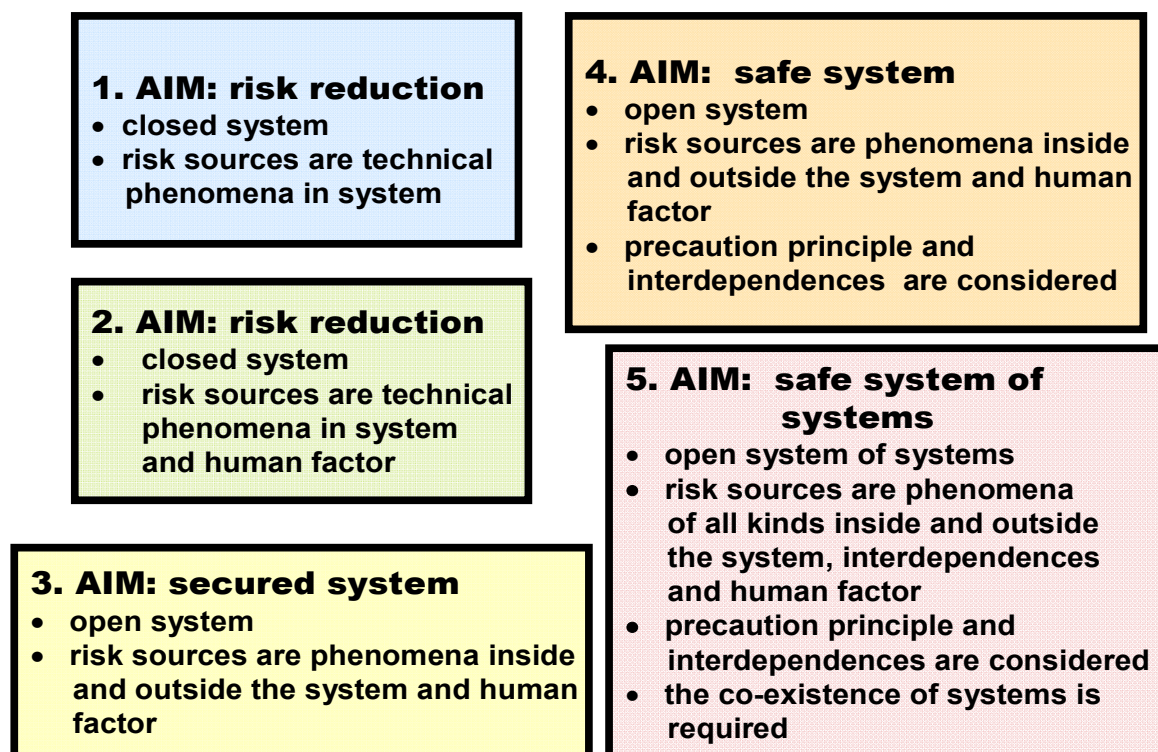 1. AIM: risk reduction
• closed system
• risk sources are technical
phenomena in system
2. AIM: risk reduction
• closed system
• risk sources are technical
phenomena in system
and human factor
3. AIM: secured system
• open system
• risk sources are phenomena inside
and outside the system and human
factor
4. AIM: safe system
• open system
• risk sources are phenomena inside
and outside the system and human
factor
• precaution principle and
interdependences are considered
5. AIM: safe system of
systems
• open system of systems
• risk sources are phenomena
of all kinds inside and outside
the system, interdependences
and human factor
• precaution principle and
interdependences are considered
• the co-existence of systems is
required